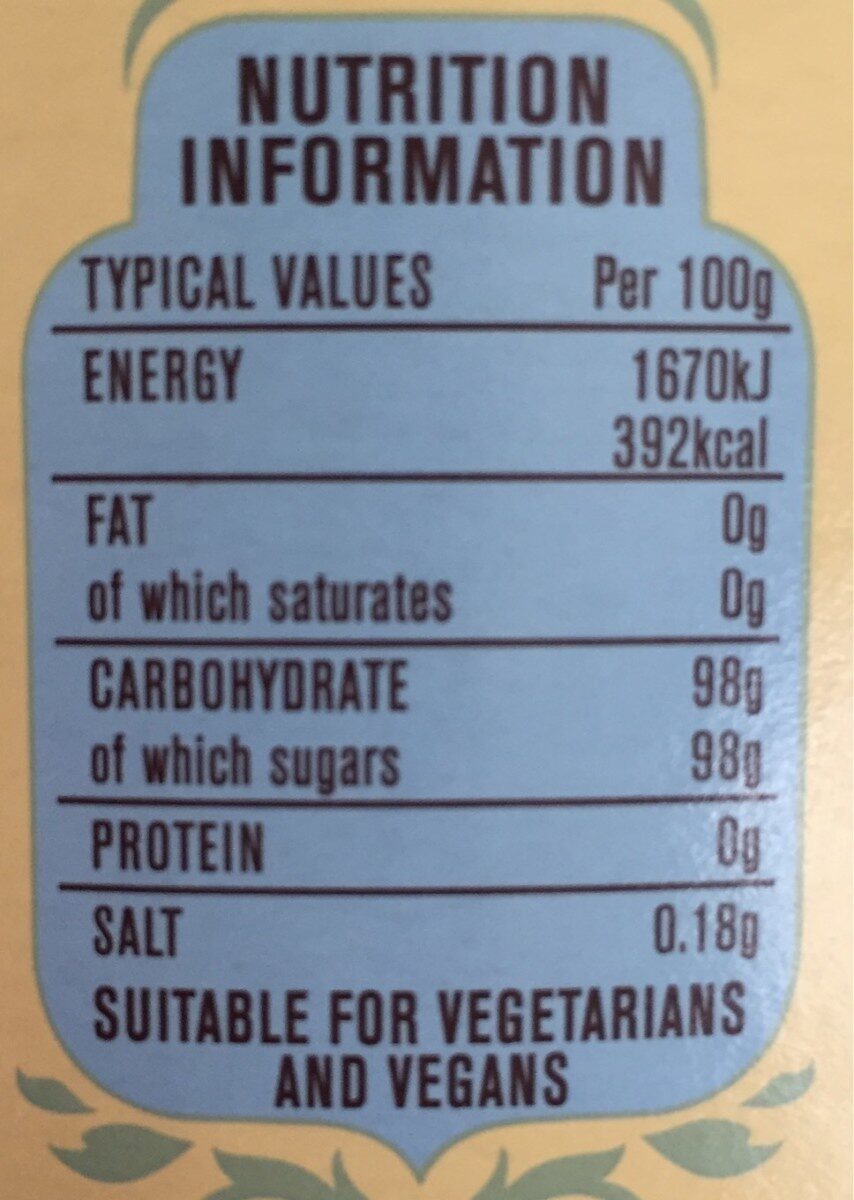 NUTRITION
INFORMATION
TYPICAL VALUES Per 100g
ENERGY 1670kJ
392kcal
FAT 0g
of which saturates 0g
CARBOHYDRATE 98g
of which sugars 98g
PROTEIN 0g
SALT 0.18g
SUITABLE FOR VEGETARIANS
AND VEGANS